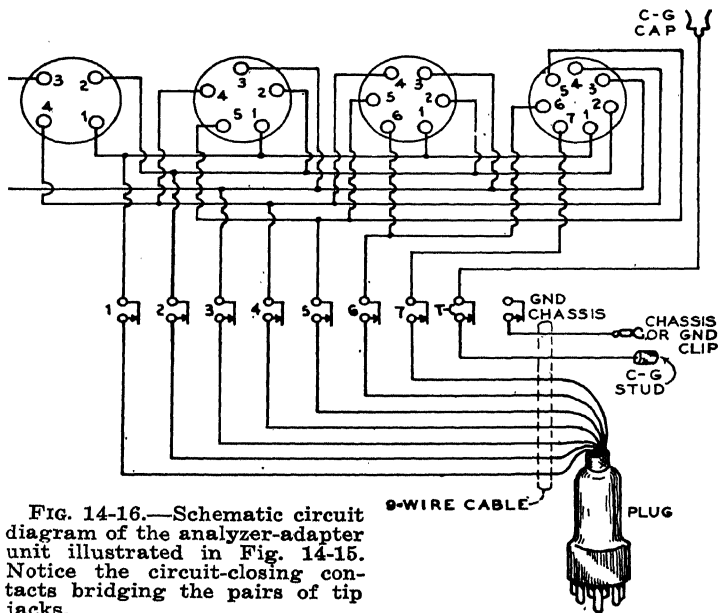 C-G
CAP
3 2
4 1
3
4 2
5 1
4 3
5 2
6 1
4
5 3
6 2
7 1
1 2 3 4 5 6 7 T-C
GND
CHASSIS
CHASSIS
OR GND
CLIP
C-G
STUD
9-WIRE CABLE
PLUG
FIG. 14-16.—Schematic circuit
diagram of the analyzer-adapter
unit illustrated in Fig. 14-15.
Notice the circuit-closing con-
tacts bridging the pairs of tip
jacks.